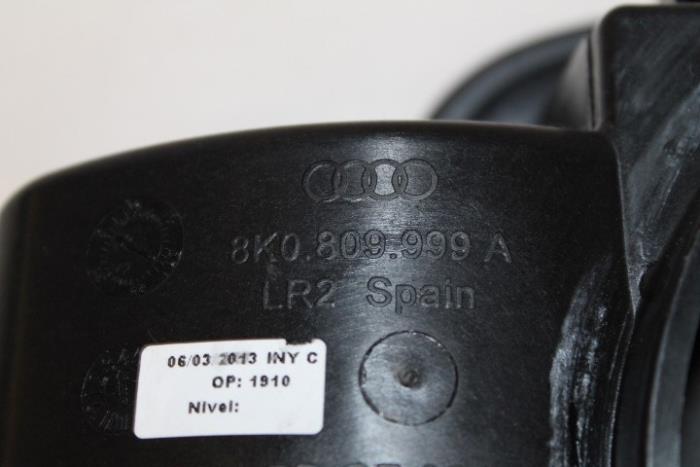 8K0.809.999 A
LR2 Spain
06/03 2013 INY C
OP: 1910
Nivel: